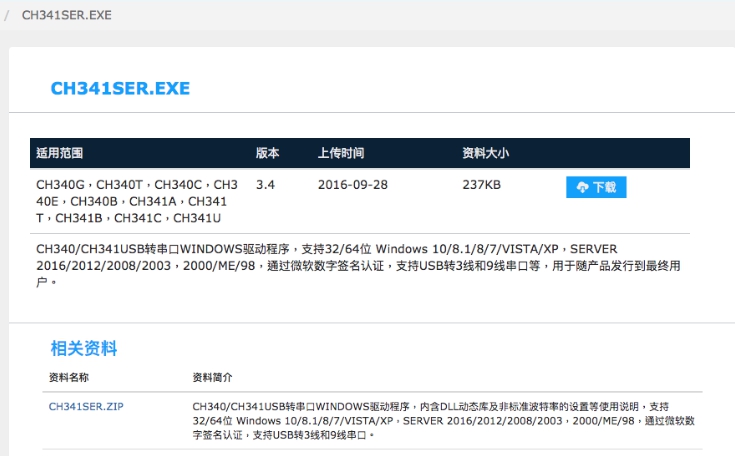 / CH341SER.EXE
CH341SER.EXE
适用范围 版本 上传时间 资料大小
CH340G，CH340T，CH340C，CH3 3.4 2016-09-28 237KB 下载
40E，CH340B，CH341A，CH341
T，CH341B，CH341C，CH341U
CH340/CH341USB转串口WINDOWS驱动程序，支持32/64位 Windows 10/8.1/8/7/VISTA/XP，SERVER
2016/2012/2008/2003，2000/ME/98，通过微软数字签名认证，支持USB转3线和9线串口等，用于随产品发行到最终用
户。
相关资料
资料名称 资料简介
CH341SER.ZIP CH340/CH341USB转串口WINDOWS驱动程序，内含DLL动态库及非标准波特率的设置等使用说明，支持
32/64位 Windows 10/8.1/8/7/VISTA/XP，SERVER 2016/2012/2008/2003，2000/ME/98，通过微软数
字签名认证，支持USB转3线和9线串口。